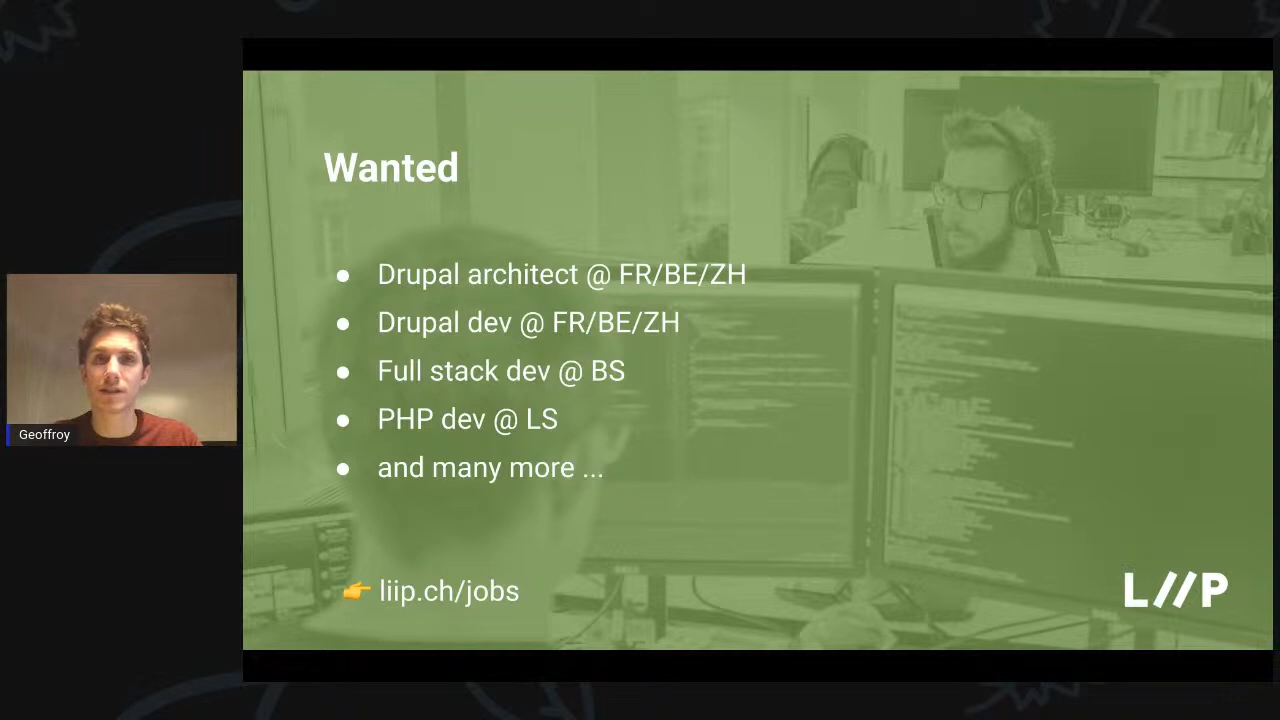 Wanted
● Drupal architect @ FR/BE/ZH
● Drupal dev @ FR/BE/ZH
● Full stack dev @ BS
● PHP dev @ LS
● and many more ...
👉 liip.ch/jobs
LIIP
Geoffroy